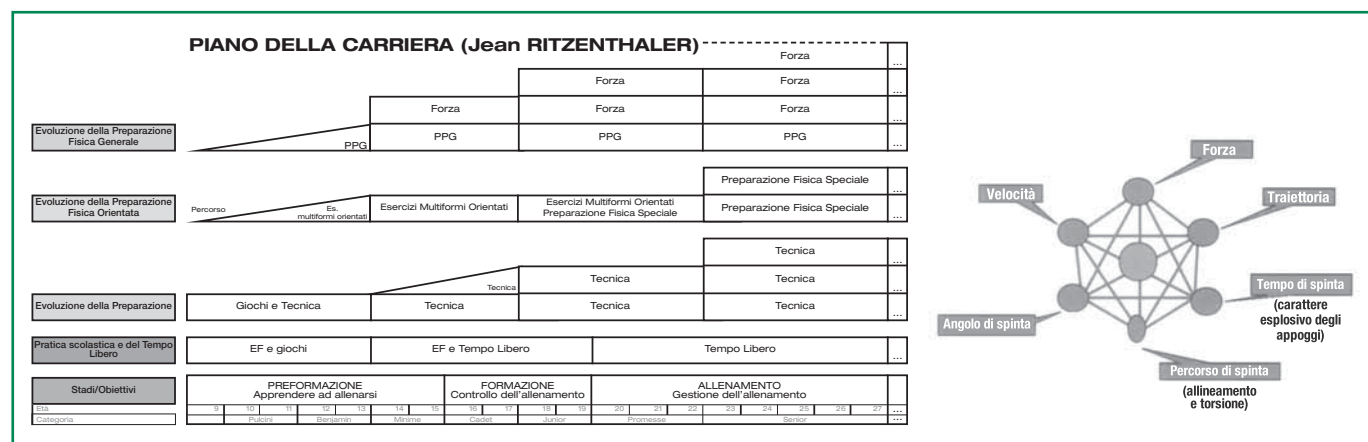 PIANO DELLA CARRIERA (Jean RITZENTHALER)
Forza
...
Forza Forza
...
Forza Forza Forza
...
Evoluzione della Preparazione
Fisica Generale
PPG PPG PPG PPG
...
Preparazione Fisica Speciale
...
Evoluzione della Preparazione
Fisica Orientata
Percorso
Es.
multiformi orientati
Esercizi Multiformi Orientati
Esercizi Multiformi Orientati
Preparazione Fisica Speciale
Preparazione Fisica Speciale
...
Tecnica
...
Tecnica Tecnica Tecnica
...
Evoluzione della Preparazione
Giochi e Tecnica Tecnica Tecnica Tecnica
...
Pratica scolastica e del Tempo
Libero
EF e giochi EF e Tempo Libero Tempo Libero
...
Stadi/Obiettivi
PREFORMAZIONE
Apprendere ad allenarsi
FORMAZIONE
Controllo dell'allenamento
ALLENAMENTO
Gestione dell'allenamento
Età 9 10 11 12 13 14 15 16 17 18 19 20 21 22 23 24 25 26 27 ...
Categoria Pulcini Benjamin Minime Cadet Junior Promesse Senior ...
Forza
Velocità
Traiettoria
Tempo di spinta
(carattere
esplosivo degli
appoggi)
Angolo di spinta
Percorso di spinta
(allineamento
e torsione)